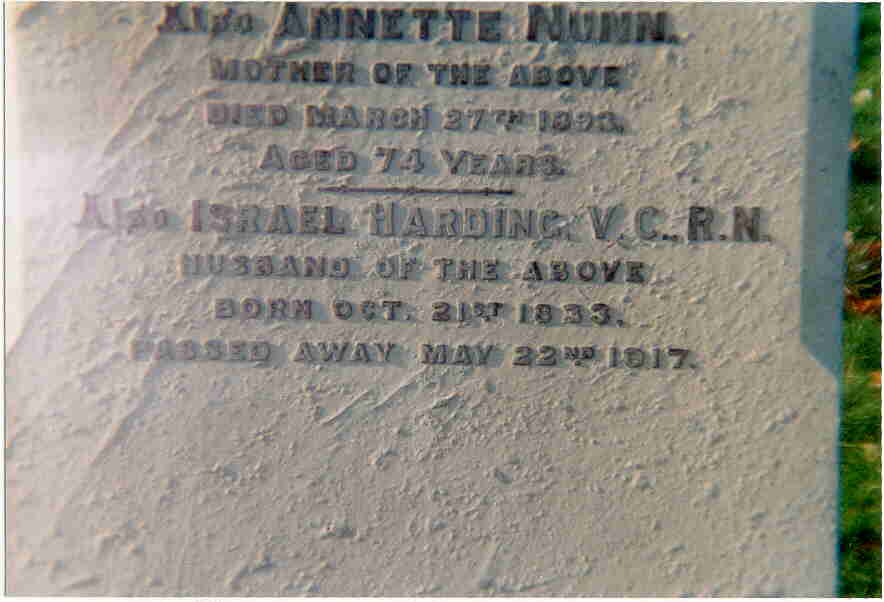 Also ANNETTE NUNN.
MOTHER OF THE ABOVE
DIED MARCH 27TH 1893,
AGED 74 YEARS.
Also ISRAEL HARDING, V.C., R.N.
HUSBAND OF THE ABOVE
BORN OCT. 21ST 1833,
PASSED AWAY MAY 22ND 1917.